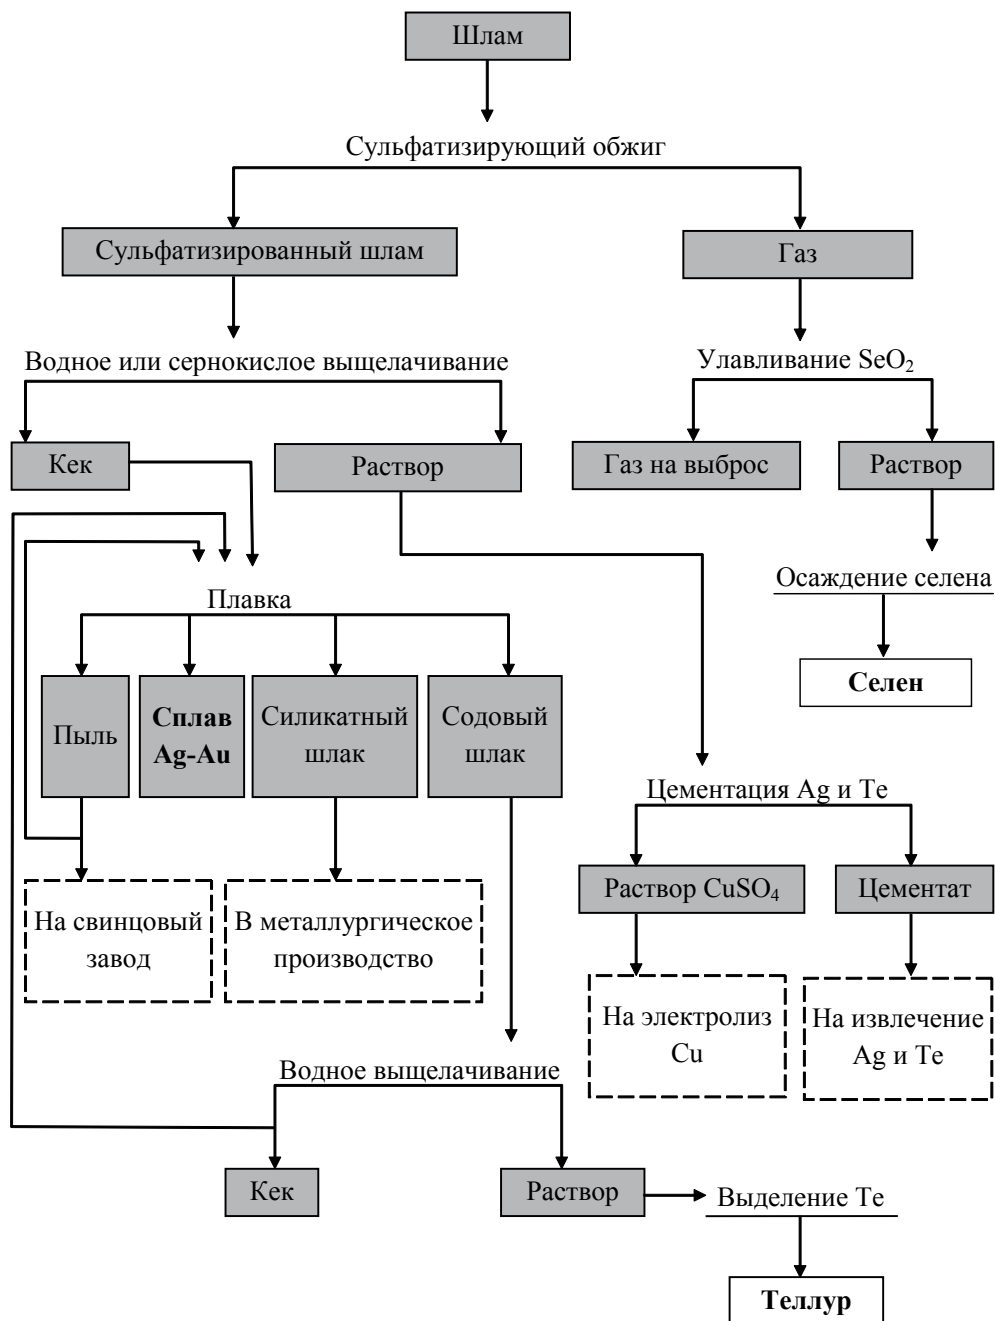 Шлам
Сульфатизирующий обжиг
Сульфатизированный шлам
Газ
Водное или сернокислое выщелачивание
Улавливание SeO₂
Кек
Раствор
Газ на выброс
Раствор
Осаждение селена
Плавка
Селен
Пыль
Сплав
Ag-Au
Силикатный
шлак
Содовый
шлак
Цементация Ag и Te
Раствор CuSO₄
Цементат
На свинцовый
завод
В металлургическое
производство
На электролиз
Cu
На извлечение
Ag и Te
Водное выщелачивание
Кек
Раствор
Выделение Te
Теллур